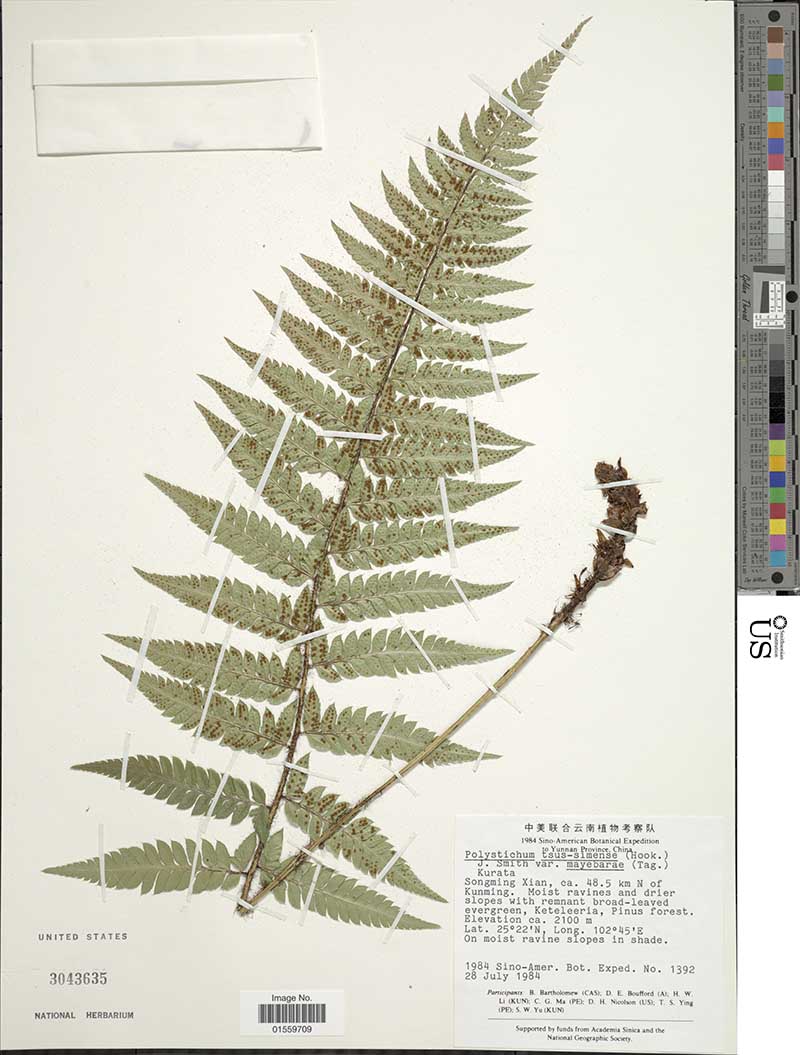 中美联合云南植物考察队
1984 Sino-American Botanical Expedition
to Yunnan Province, China
Polystichum tsus-simense (Hook.)
J. Smith var. mayebarae (Tag.)
Kurata
Songming Xian, ca. 48.5 km N of
Kunming. Moist ravines and drier
slopes with remnant broad-leaved
evergreen, Keteleeria, Pinus forest.
Elevation ca. 2100 m
Lat. 25°22'N, Long. 102°45'E
On moist ravine slopes in shade.
1984 Sino-Amer. Bot. Exped. No. 1392
28 July 1984
Participants: B. Bartholomew (CAS); D. E. Boufford (A); H. W.
Li (KUN); C. G. Ma (PE); D. H. Nicolson (US); T. S. Ying
(PE); S. W. Yu (KUN)
Supported by funds from Academia Sinica and the
National Geographic Society.
UNITED STATES
3043635
NATIONAL HERBARIUM
Image No.
01559709
Golden Thread
US
Smithsonian
Institution